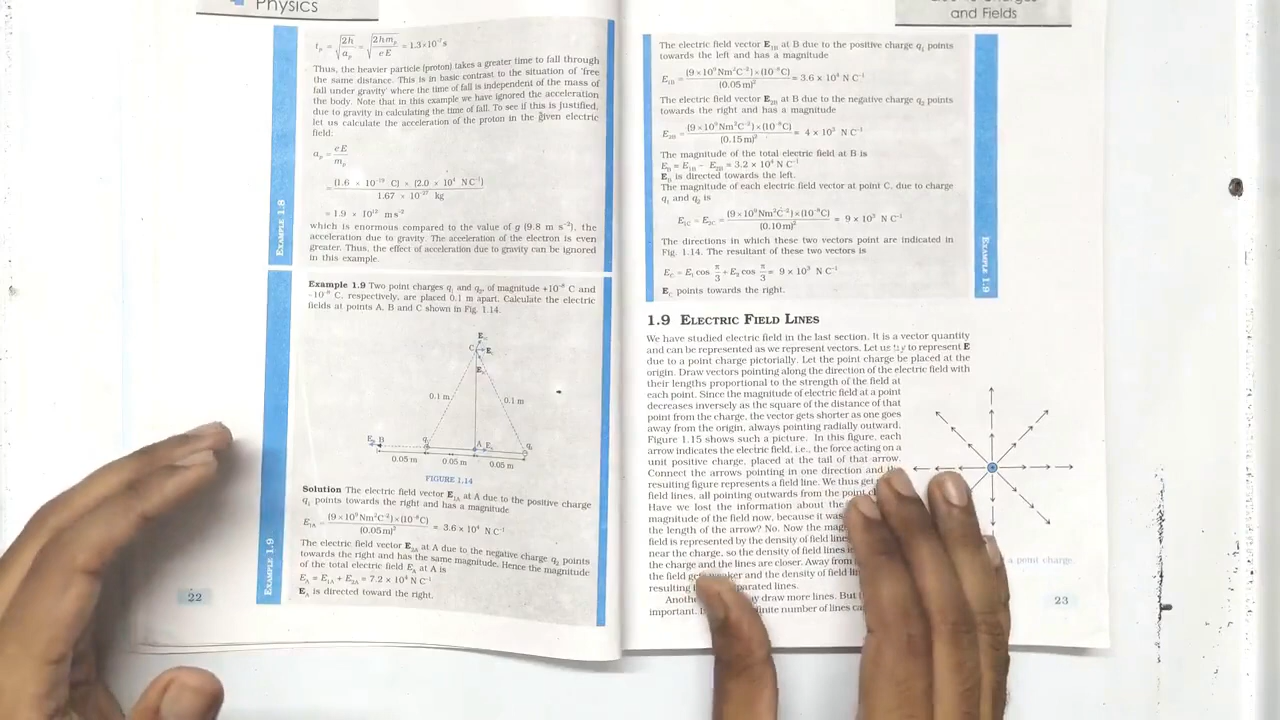 Physics
t_p = √(2h/a_p) = √(2h m_p/e E) = 1.3×10⁻⁷ s
Thus, the heavier particle (proton) takes a greater time to fall through
the same distance. This is in basic contrast to the situation of 'free
fall under gravity' where the time of fall is independent of the mass of
the body. Note that in this example we have ignored the acceleration
due to gravity in calculating the time of fall. To see if this is justified,
let us calculate the acceleration of the proton in the given electric
field:
a_p = eE/m_p
= (1.6 × 10⁻¹⁹ C) × (2.0 × 10⁴ N C⁻¹) / 1.67 × 10⁻²⁷ kg
= 1.9 × 10¹² m s⁻²
which is enormous compared to the value of g (9.8 m s⁻²), the
acceleration due to gravity. The acceleration of the electron is even
greater. Thus, the effect of acceleration due to gravity can be ignored
in this example.
EXAMPLE 1.8
Example 1.9 Two point charges q₁ and q₂, of magnitude +10⁻⁸ C and
−10⁻⁸ C, respectively, are placed 0.1 m apart. Calculate the electric
fields at points A, B and C shown in Fig. 1.14.
C
0.1 m
0.1 m
B
A
0.05 m
0.05 m
0.05 m
FIGURE 1.14
Solution The electric field vector E₁A at A due to the positive charge
q₁ points towards the right and has a magnitude
E₁A = (9×10⁹ Nm²C⁻²)×(10⁻⁸C) / (0.05 m)² = 3.6 × 10⁴ N C⁻¹
The electric field vector E₂A at A due to the negative charge q₂ points
towards the right and has the same magnitude. Hence the magnitude
of the total electric field E_A at A is
E_A = E₁A + E₂A = 7.2 × 10⁴ N C⁻¹
E_A is directed toward the right.
EXAMPLE 1.9
22
and Fields
The electric field vector E₁B at B due to the positive charge q₁ points
towards the left and has a magnitude
E₁B = (9×10⁹ Nm²C⁻²)×(10⁻⁸C) / (0.05 m)² = 3.6 × 10⁴ N C⁻¹
The electric field vector E₂B at B due to the negative charge q₂ points
towards the right and has a magnitude
E₂B = (9×10⁹ Nm²C⁻²)×(10⁻⁸C) / (0.15 m)² = 4 × 10³ N C⁻¹
The magnitude of the total electric field at B is
E_B = E₁B − E₂B = 3.2 × 10⁴ N C⁻¹
E_B is directed towards the left.
The magnitude of each electric field vector at point C, due to charge
q₁ and q₂ is
E₁C = E₂C = (9×10⁹ Nm²C⁻²)×(10⁻⁸C) / (0.10 m)² = 9 × 10³ N C⁻¹
The directions in which these two vectors point are indicated in
Fig. 1.14. The resultant of these two vectors is
E_C = E₁ cos π/3 + E₂ cos π/3 = 9 × 10³ N C⁻¹
E_C points towards the right.
EXAMPLE 1.9
1.9 ELECTRIC FIELD LINES
We have studied electric field in the last section. It is a vector quantity
and can be represented as we represent vectors. Let us try to represent E
due to a point charge pictorially. Let the point charge be placed at the
origin. Draw vectors pointing along the direction of the electric field with
their lengths proportional to the strength of the field at
each point. Since the magnitude of electric field at a point
decreases inversely as the square of the distance of that
point from the charge, the vector gets shorter as one goes
away from the origin, always pointing radially outward.
Figure 1.15 shows such a picture. In this figure, each
arrow indicates the electric field, i.e., the force acting on a
unit positive charge, placed at the tail of that arrow.
Connect the arrows pointing in one direction and
resulting figure represents a field line. We thus get
field lines, all pointing outwards from the point
Have we lost the information about the
magnitude of the field now, because it was
the length of the arrow? No. Now the
field is represented by the density of field
near the charge, so the density of field lines
the charge and the lines are closer. Away from
the field gets and the density of field
resulting
draw more lines. But
important. number of lines
a point charge.
23